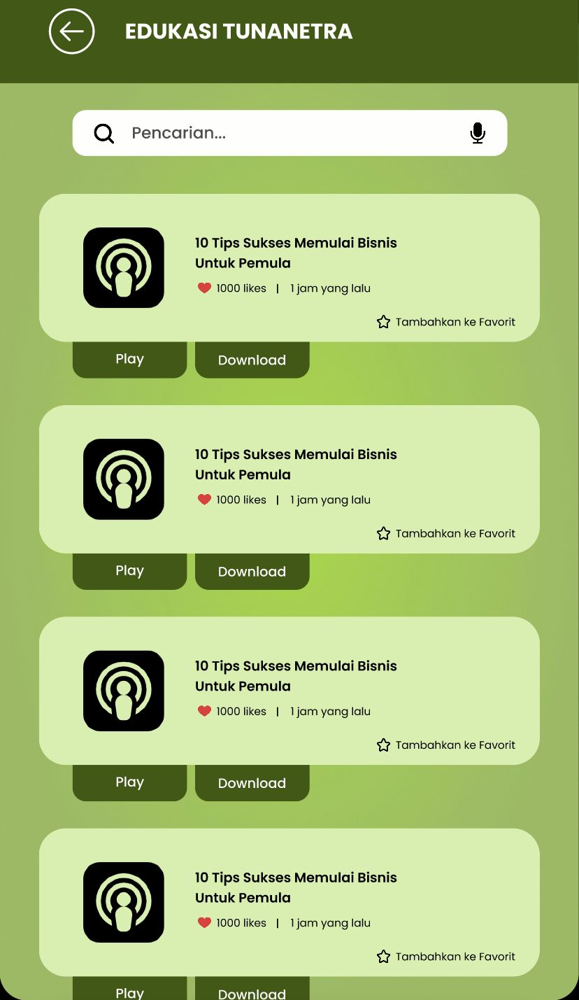 EDUKASI TUNANETRA
Pencarian...
10 Tips Sukses Memulai Bisnis
Untuk Pemula
1000 likes | 1 jam yang lalu
Tambahkan ke Favorit
Play Download
10 Tips Sukses Memulai Bisnis
Untuk Pemula
1000 likes | 1 jam yang lalu
Tambahkan ke Favorit
Play Download
10 Tips Sukses Memulai Bisnis
Untuk Pemula
1000 likes | 1 jam yang lalu
Tambahkan ke Favorit
Play Download
10 Tips Sukses Memulai Bisnis
Untuk Pemula
1000 likes | 1 jam yang lalu
Tambahkan ke Favorit
Play Download